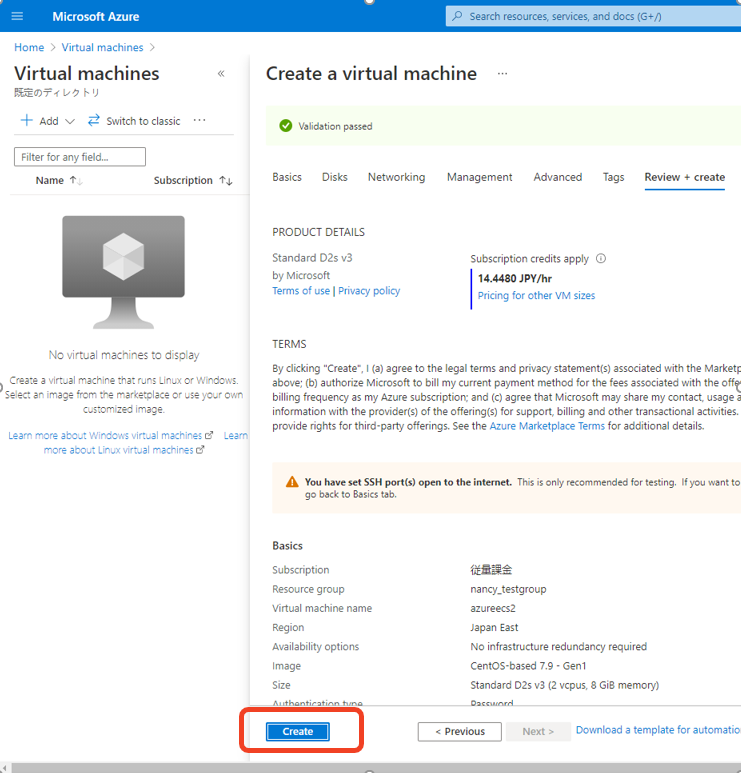 Microsoft Azure
Search resources, services, and docs (G+/)
Home > Virtual machines >
Virtual machines
«
既定のディレクトリ
+ Add
Switch to classic
...
Filter for any field...
Name ↑↓
Subscription ↑↓
No virtual machines to display
Create a virtual machine that runs Linux or Windows.
Select an image from the marketplace or use your own
customized image.
Learn more about Windows virtual machines
Learn
more about Linux virtual machines
Create a virtual machine
...
Validation passed
Basics
Disks
Networking
Management
Advanced
Tags
Review + create
PRODUCT DETAILS
Standard D2s v3
by Microsoft
Terms of use | Privacy policy
Subscription credits apply
14.4480 JPY/hr
Pricing for other VM sizes
TERMS
By clicking "Create", I (a) agree to the legal terms and privacy statement(s) associated with the Marketp
above; (b) authorize Microsoft to bill my current payment method for the fees associated with the offe
billing frequency as my Azure subscription; and (c) agree that Microsoft may share my contact, usage a
information with the provider(s) of the offering(s) for support, billing and other transactional activities.
provide rights for third-party offerings. See the Azure Marketplace Terms for additional details.
You have set SSH port(s) open to the internet. This is only recommended for testing. If you want to
go back to Basics tab.
Basics
Subscription 従量課金
Resource group nancy_testgroup
Virtual machine name azureecs2
Region Japan East
Availability options No infrastructure redundancy required
Image CentOS-based 7.9 - Gen1
Size Standard D2s v3 (2 vcpus, 8 GiB memory)
Authentication type Password
Create
< Previous
Next >
Download a template for automatio